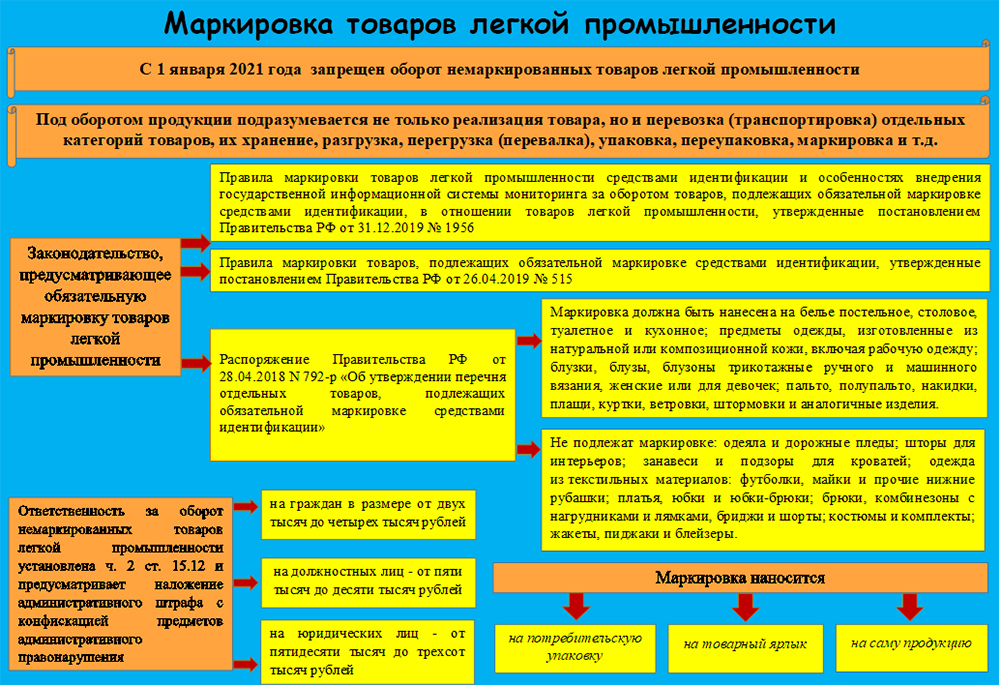 Маркировка товаров легкой промышленности
С 1 января 2021 года запрещен оборот немаркированных товаров легкой промышленности
Под оборотом продукции подразумевается не только реализация товара, но и перевозка (транспортировка) отдельных
категорий товаров, их хранение, разгрузка, перегрузка (перевалка), упаковка, переупаковка, маркировка и т.д.
Законодательство,
предусматривающее
обязательную
маркировку товаров
легкой
промышленности
Правила маркировки товаров легкой промышленности средствами идентификации и особенностях внедрения
государственной информационной системы мониторинга за оборотом товаров, подлежащих обязательной маркировке
средствами идентификации, в отношении товаров легкой промышленности, утвержденные постановлением
Правительства РФ от 31.12.2019 № 1956
Правила маркировки товаров, подлежащих обязательной маркировке средствами идентификации, утвержденные
постановлением Правительства РФ от 26.04.2019 № 515
Распоряжение Правительства РФ от
28.04.2018 N 792-р «Об утверждении перечня
отдельных товаров, подлежащих
обязательной маркировке средствами
идентификации»
Маркировка должна быть нанесена на белье постельное, столовое,
туалетное и кухонное; предметы одежды, изготовленные из
натуральной или композиционной кожи, включая рабочую одежду;
блузки, блузы, блузоны трикотажные ручного и машинного
вязания, женские или для девочек; пальто, полупальто, накидки,
плащи, куртки, ветровки, штормовки и аналогичные изделия.
Не подлежат маркировке: одеяла и дорожные пледы; шторы для
интерьеров; занавеси и подзоры для кроватей; одежда
из текстильных материалов: футболки, майки и прочие нижние
рубашки; платья, юбки и юбки-брюки; брюки, комбинезоны с
нагрудниками и лямками, бриджи и шорты; костюмы и комплекты;
жакеты, пиджаки и блейзеры.
Ответственность за оборот
немаркированных товаров
легкой промышленности
установлена ч. 2 ст. 15.12 и
предусматривает наложение
административного штрафа с
конфискацией предметов
административного
правонарушения
на граждан в размере от двух
тысяч до четырех тысяч рублей
на должностных лиц - от пяти
тысяч до десяти тысяч рублей
на юридических лиц - от
пятидесяти тысяч до трехсот
тысяч рублей
Маркировка наносится
на потребительскую
упаковку
на товарный ярлык
на саму продукцию